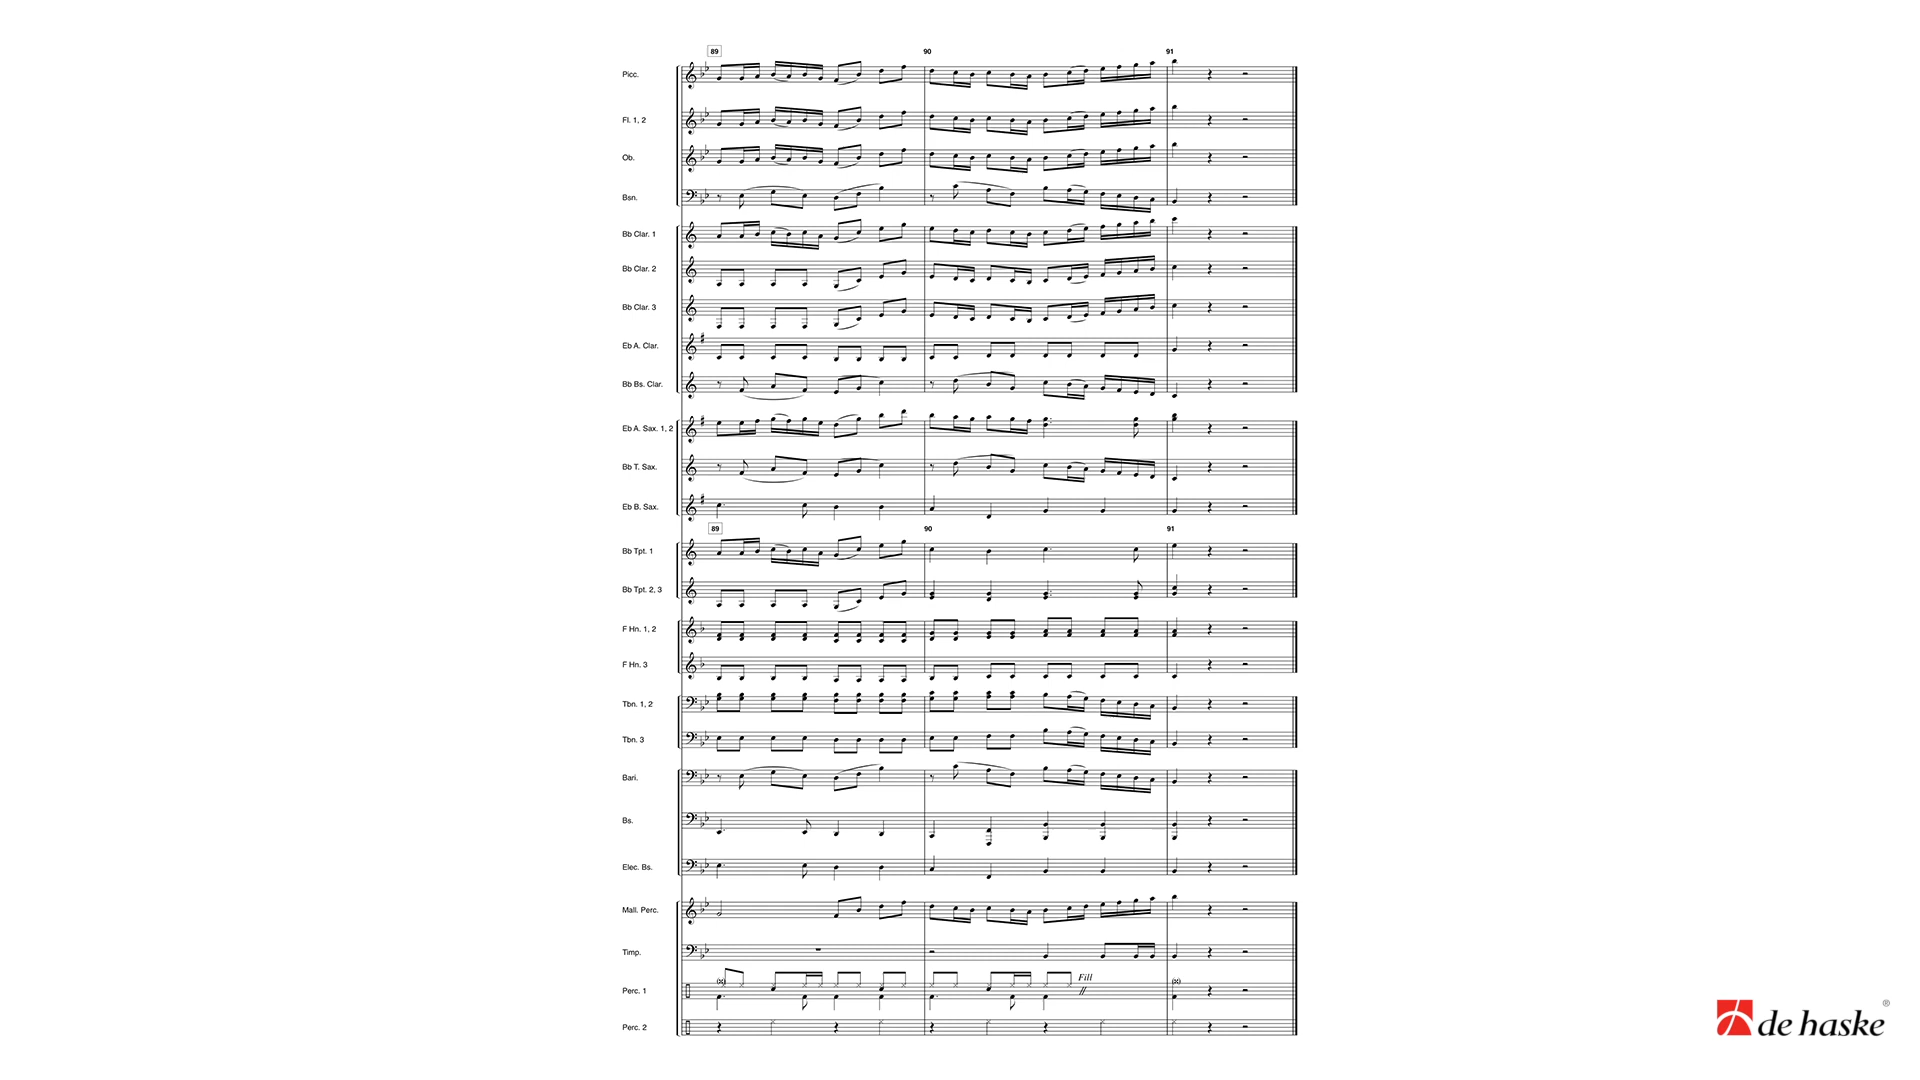 89 90 91
Picc.
Fl. 1, 2
Ob.
Bsn.
Bb Clar. 1
Bb Clar. 2
Bb Clar. 3
Eb A. Clar.
Bb Bs. Clar.
Eb A. Sax. 1, 2
Bb T. Sax.
Eb B. Sax.
89 90 91
Bb Tpt. 1
Bb Tpt. 2, 3
F Hn. 1, 2
F Hn. 3
Tbn. 1, 2
Tbn. 3
Bari.
Bs.
Elec. Bs.
Mall. Perc.
Timp.
Fill
Perc. 1
Perc. 2
de haske®